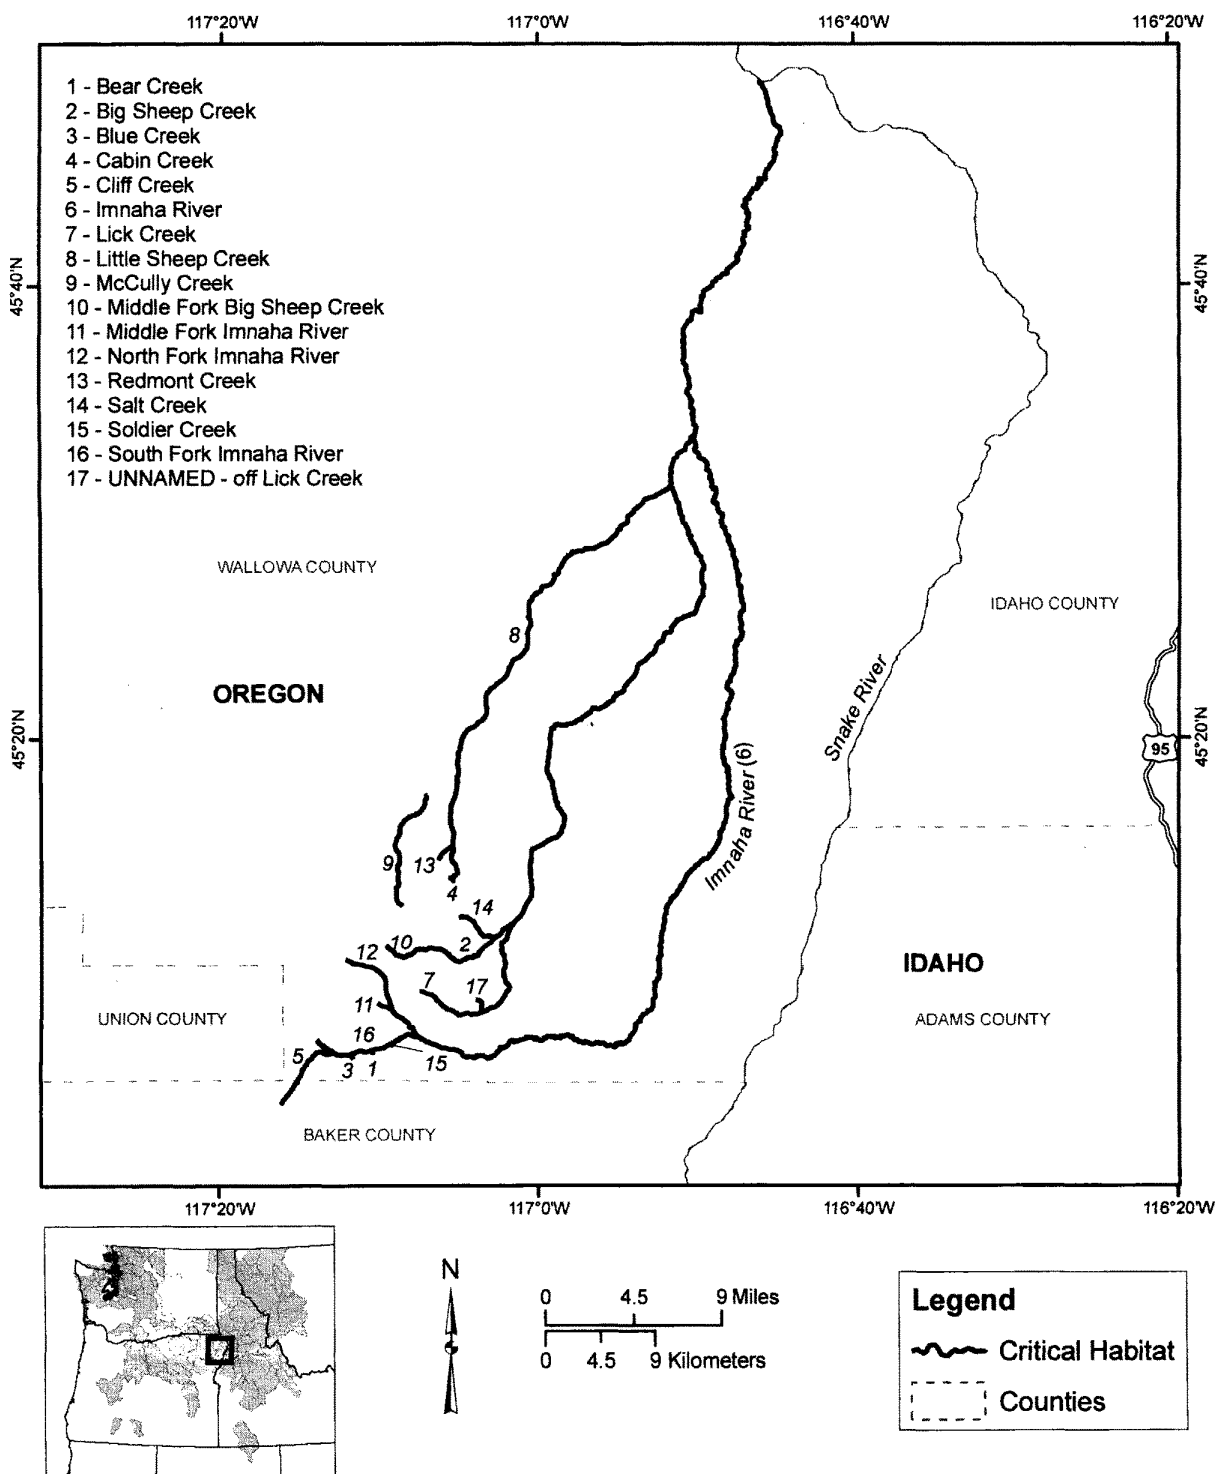 117°20'W 117°0'W 116°40'W 116°20'W
1 - Bear Creek
2 - Big Sheep Creek
3 - Blue Creek
4 - Cabin Creek
5 - Cliff Creek
6 - Imnaha River
7 - Lick Creek
8 - Little Sheep Creek
9 - McCully Creek
10 - Middle Fork Big Sheep Creek
11 - Middle Fork Imnaha River
12 - North Fork Imnaha River
13 - Redmont Creek
14 - Salt Creek
15 - Soldier Creek
16 - South Fork Imnaha River
17 - UNNAMED - off Lick Creek
45°40'N 45°40'N
WALLOWA COUNTY
IDAHO COUNTY
8
OREGON
Snake River
45°20'N 45°20'N
95
Imnaha River (6)
9 13
4
14
12 10 2
IDAHO
7 17
11
UNION COUNTY
ADAMS COUNTY
16
5 3 1 15
BAKER COUNTY
117°20'W 117°0'W 116°40'W 116°20'W
N
0 4.5 9 Miles
0 4.5 9 Kilometers
Legend
Critical Habitat
Counties